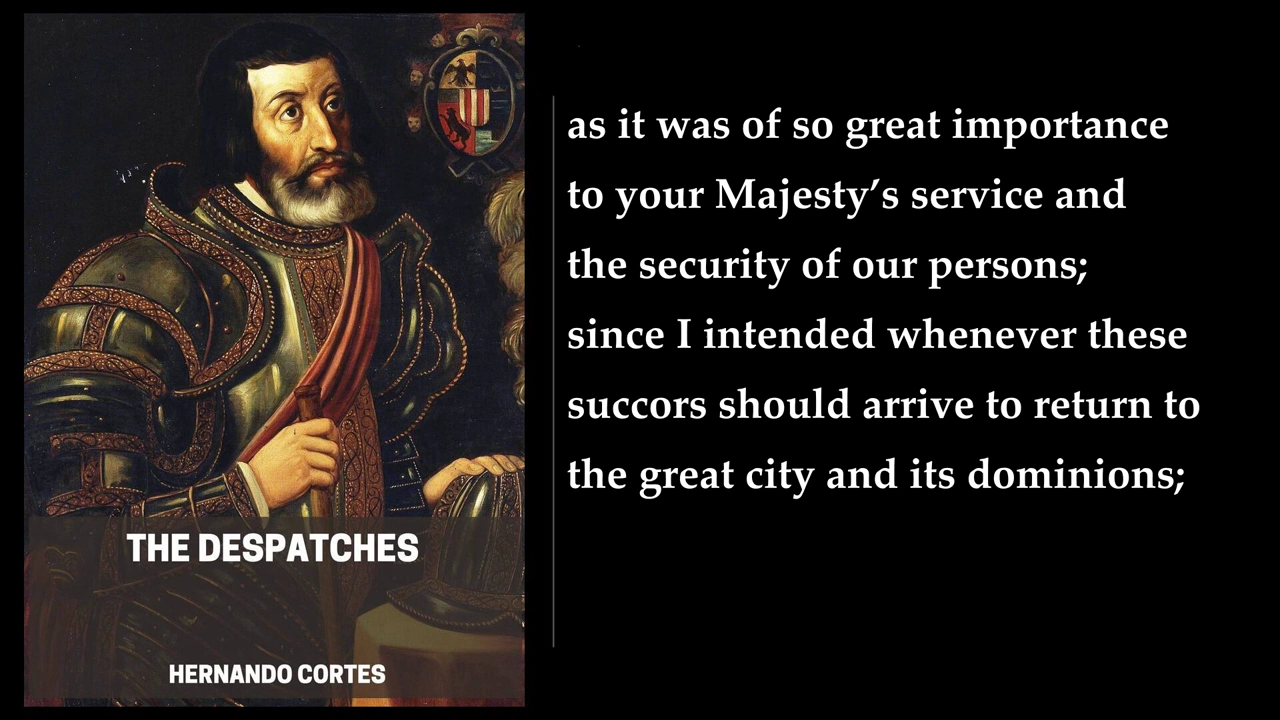 THE DESPATCHES
HERNANDO CORTES
as it was of so great importance
to your Majesty’s service and
the security of our persons;
since I intended whenever these
succors should arrive to return to
the great city and its dominions;